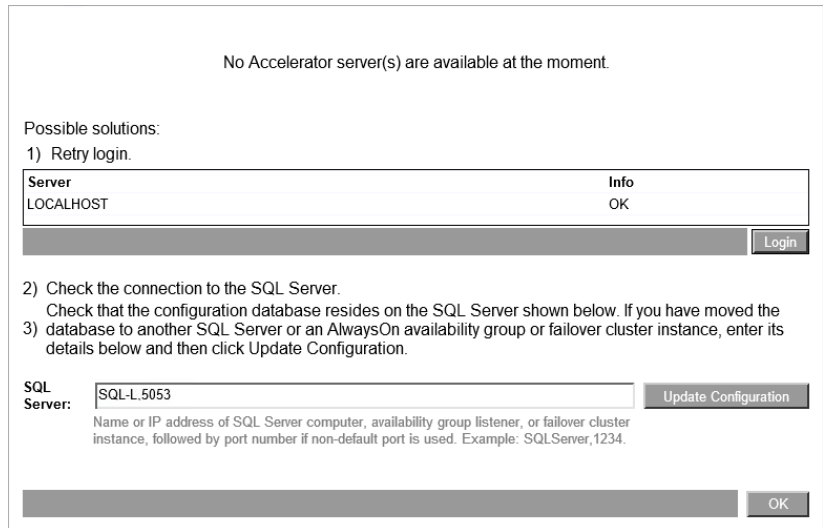 No Accelerator server(s) are available at the moment.
Possible solutions:
1) Retry login.
Server Info
LOCALHOST OK
Login
2) Check the connection to the SQL Server.
Check that the configuration database resides on the SQL Server shown below. If you have moved the
3) database to another SQL Server or an AlwaysOn availability group or failover cluster instance, enter its
details below and then click Update Configuration.
SQL
Server:
SQL-L,5053
Update Configuration
Name or IP address of SQL Server computer, availability group listener, or failover cluster
instance, followed by port number if non-default port is used. Example: SQLServer,1234.
OK